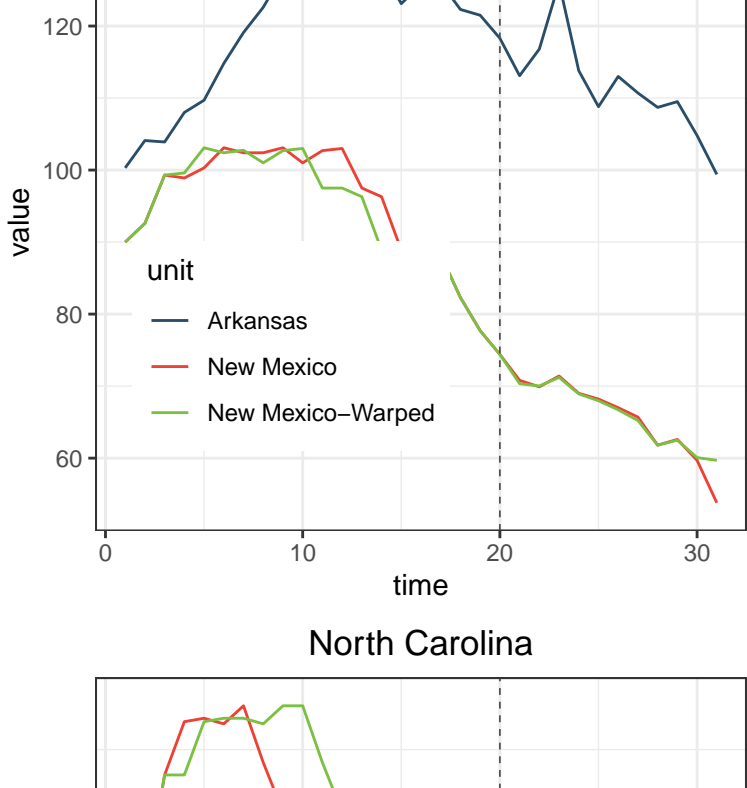 120
100
80
60
value
unit
Arkansas
New Mexico
New Mexico−Warped
0
10
20
30
time
North Carolina